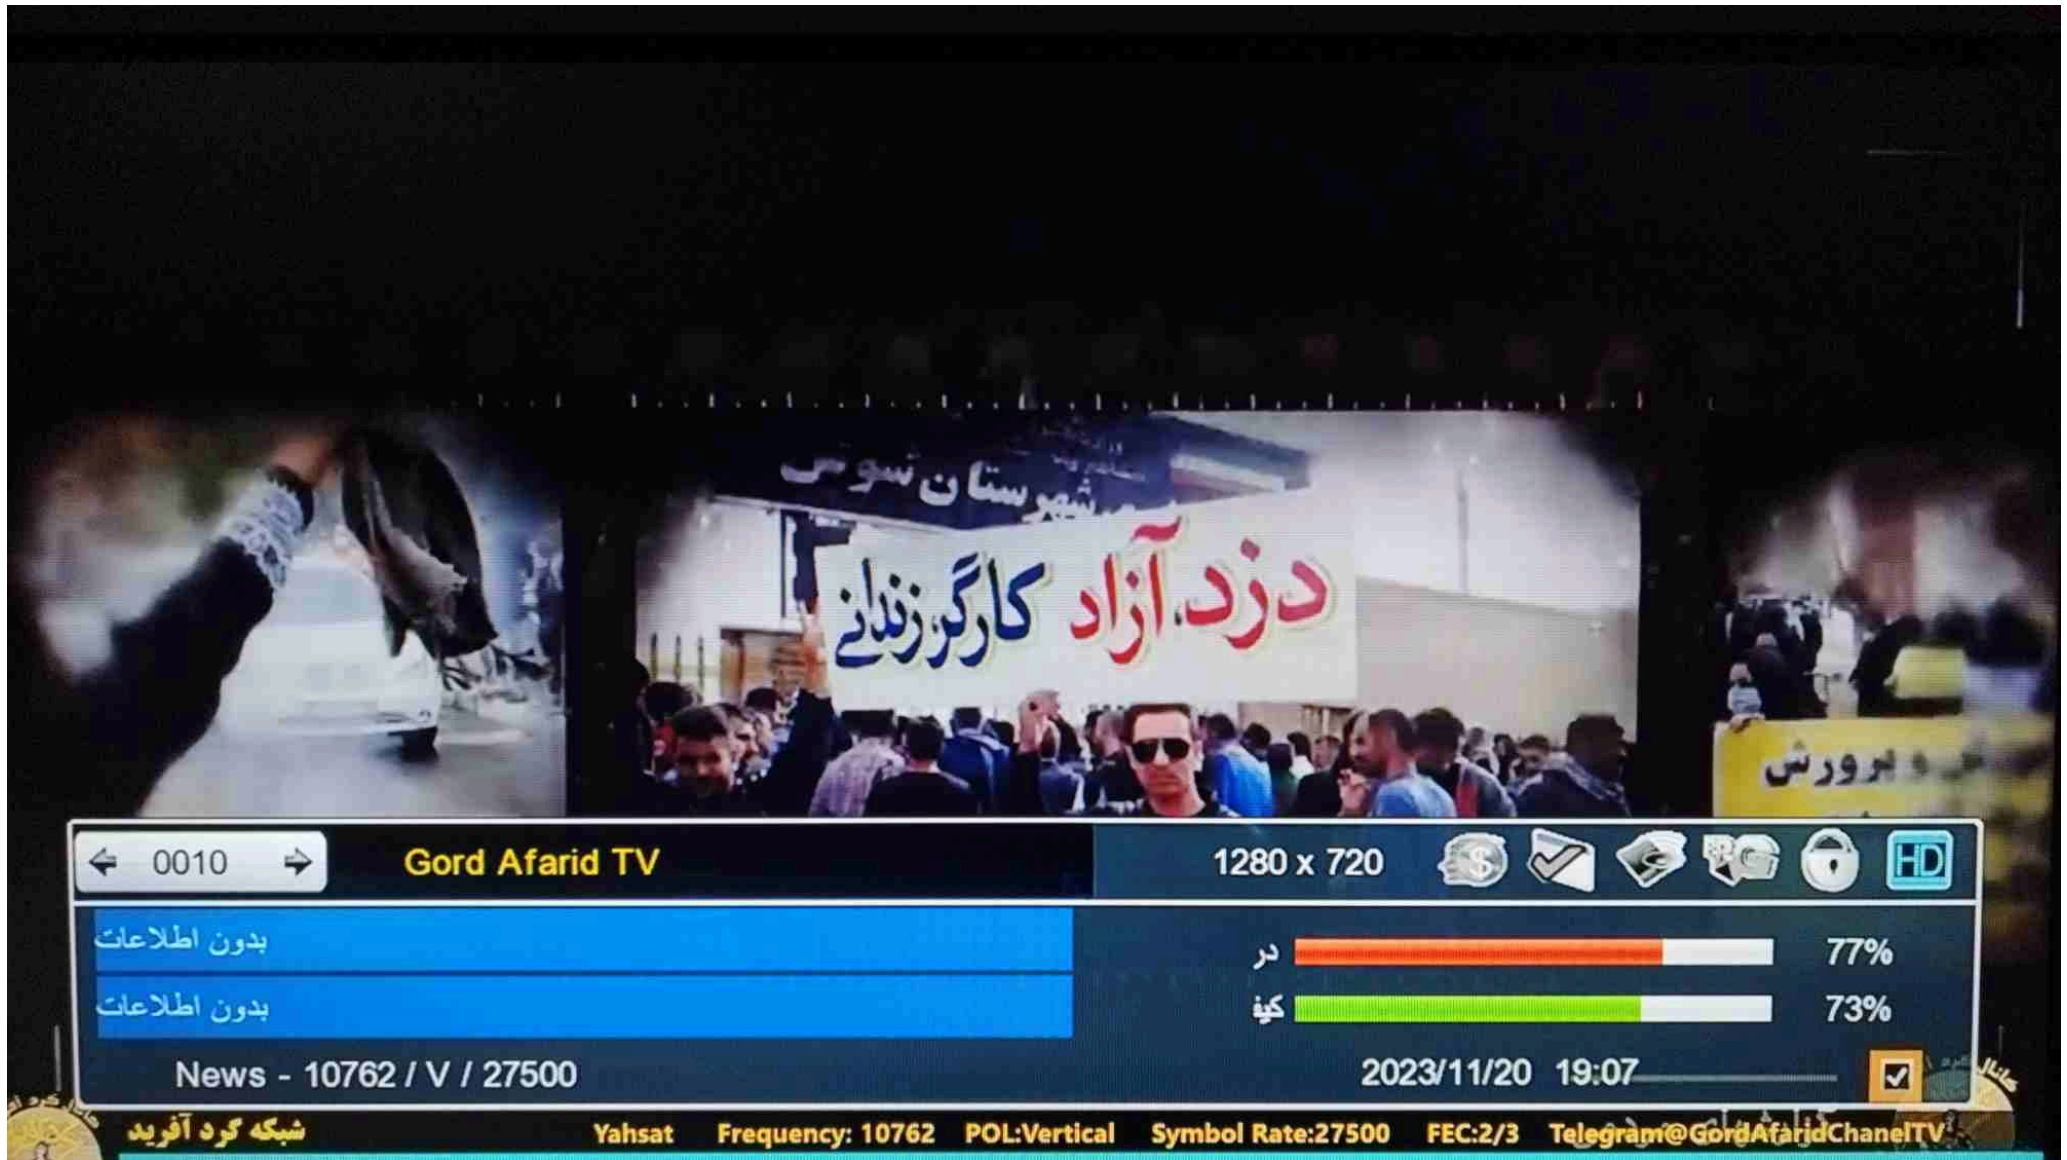 شهرستان شوش
دزد آزاد کارگر زندانی
و پرورش
0010
Gord Afarid TV
1280 x 720
HD
بدون اطلاعات
در
77%
بدون اطلاعات
کیف
73%
News - 10762 / V / 27500
2023/11/20 19:07
شبکه گرد آفرید Yahsat Frequency: 10762 POL:Vertical Symbol Rate:27500 FEC:2/3 Telegram@GordAfaridChanelTV